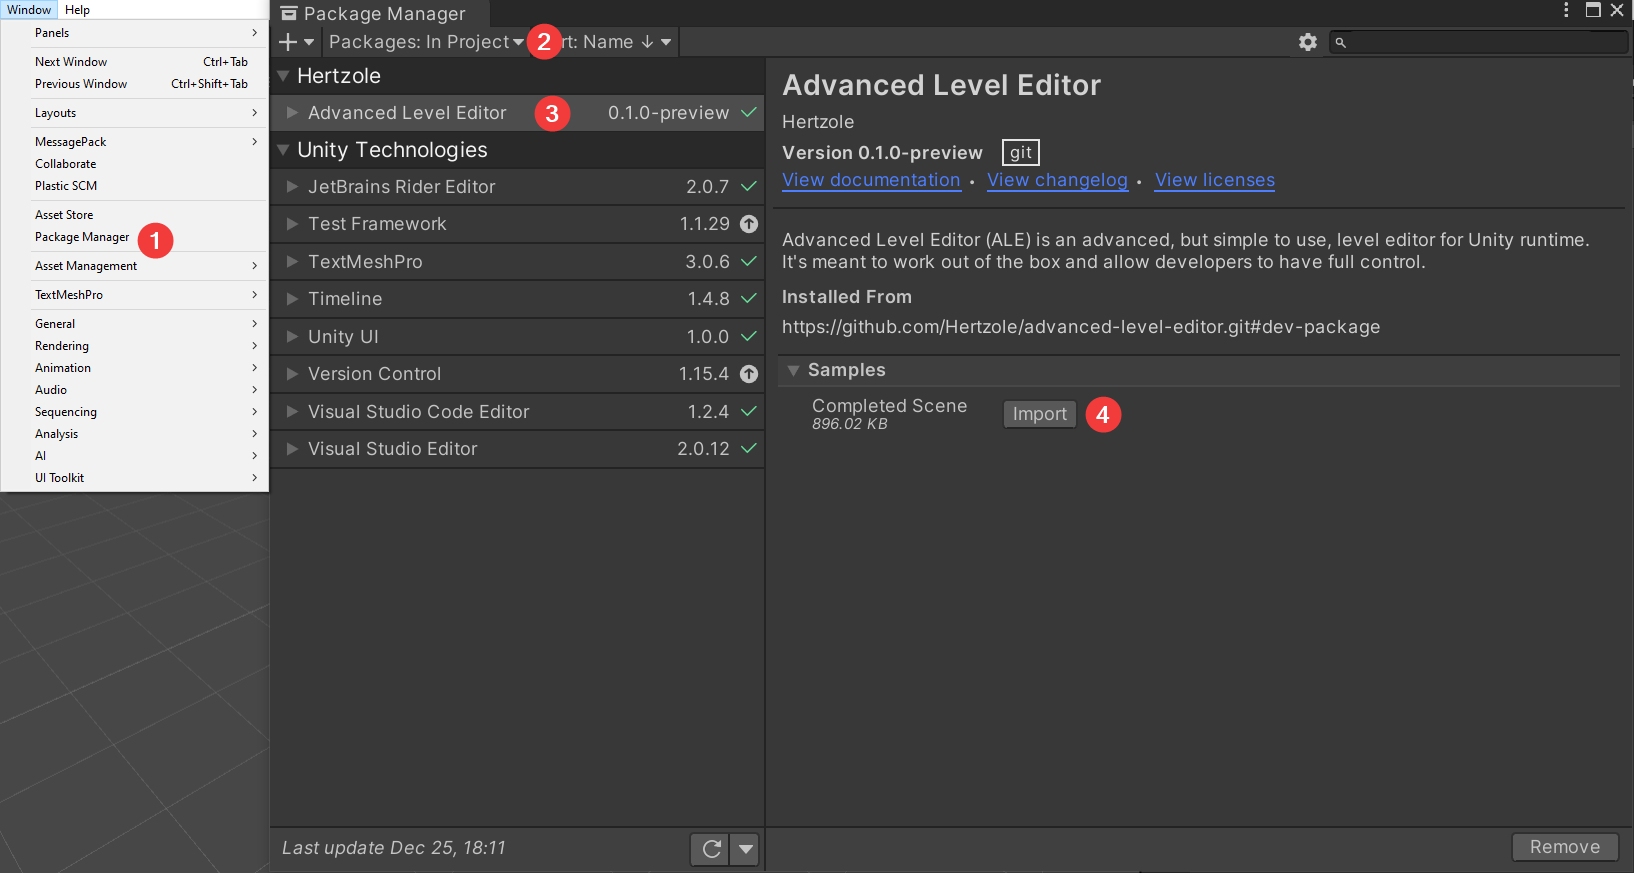 Window Help
Panels
Next Window Ctrl+Tab
Previous Window Ctrl+Shift+Tab
Layouts
MessagePack
Collaborate
Plastic SCM
Asset Store
Package Manager 1
Asset Management
TextMeshPro
General
Rendering
Animation
Audio
Sequencing
Analysis
AI
UI Toolkit
Package Manager
Packages: In Project 2 rt: Name ↓
Hertzole
Advanced Level Editor 3 0.1.0-preview
Unity Technologies
JetBrains Rider Editor 2.0.7
Test Framework 1.1.29
TextMeshPro 3.0.6
Timeline 1.4.8
Unity UI 1.0.0
Version Control 1.15.4
Visual Studio Code Editor 1.2.4
Visual Studio Editor 2.0.12
Last update Dec 25, 18:11
Advanced Level Editor
Hertzole
Version 0.1.0-preview git
View documentation • View changelog • View licenses
Advanced Level Editor (ALE) is an advanced, but simple to use, level editor for Unity runtime.
It's meant to work out of the box and allow developers to have full control.
Installed From
https://github.com/Hertzole/advanced-level-editor.git#dev-package
Samples
Completed Scene Import 4
896.02 KB
Remove